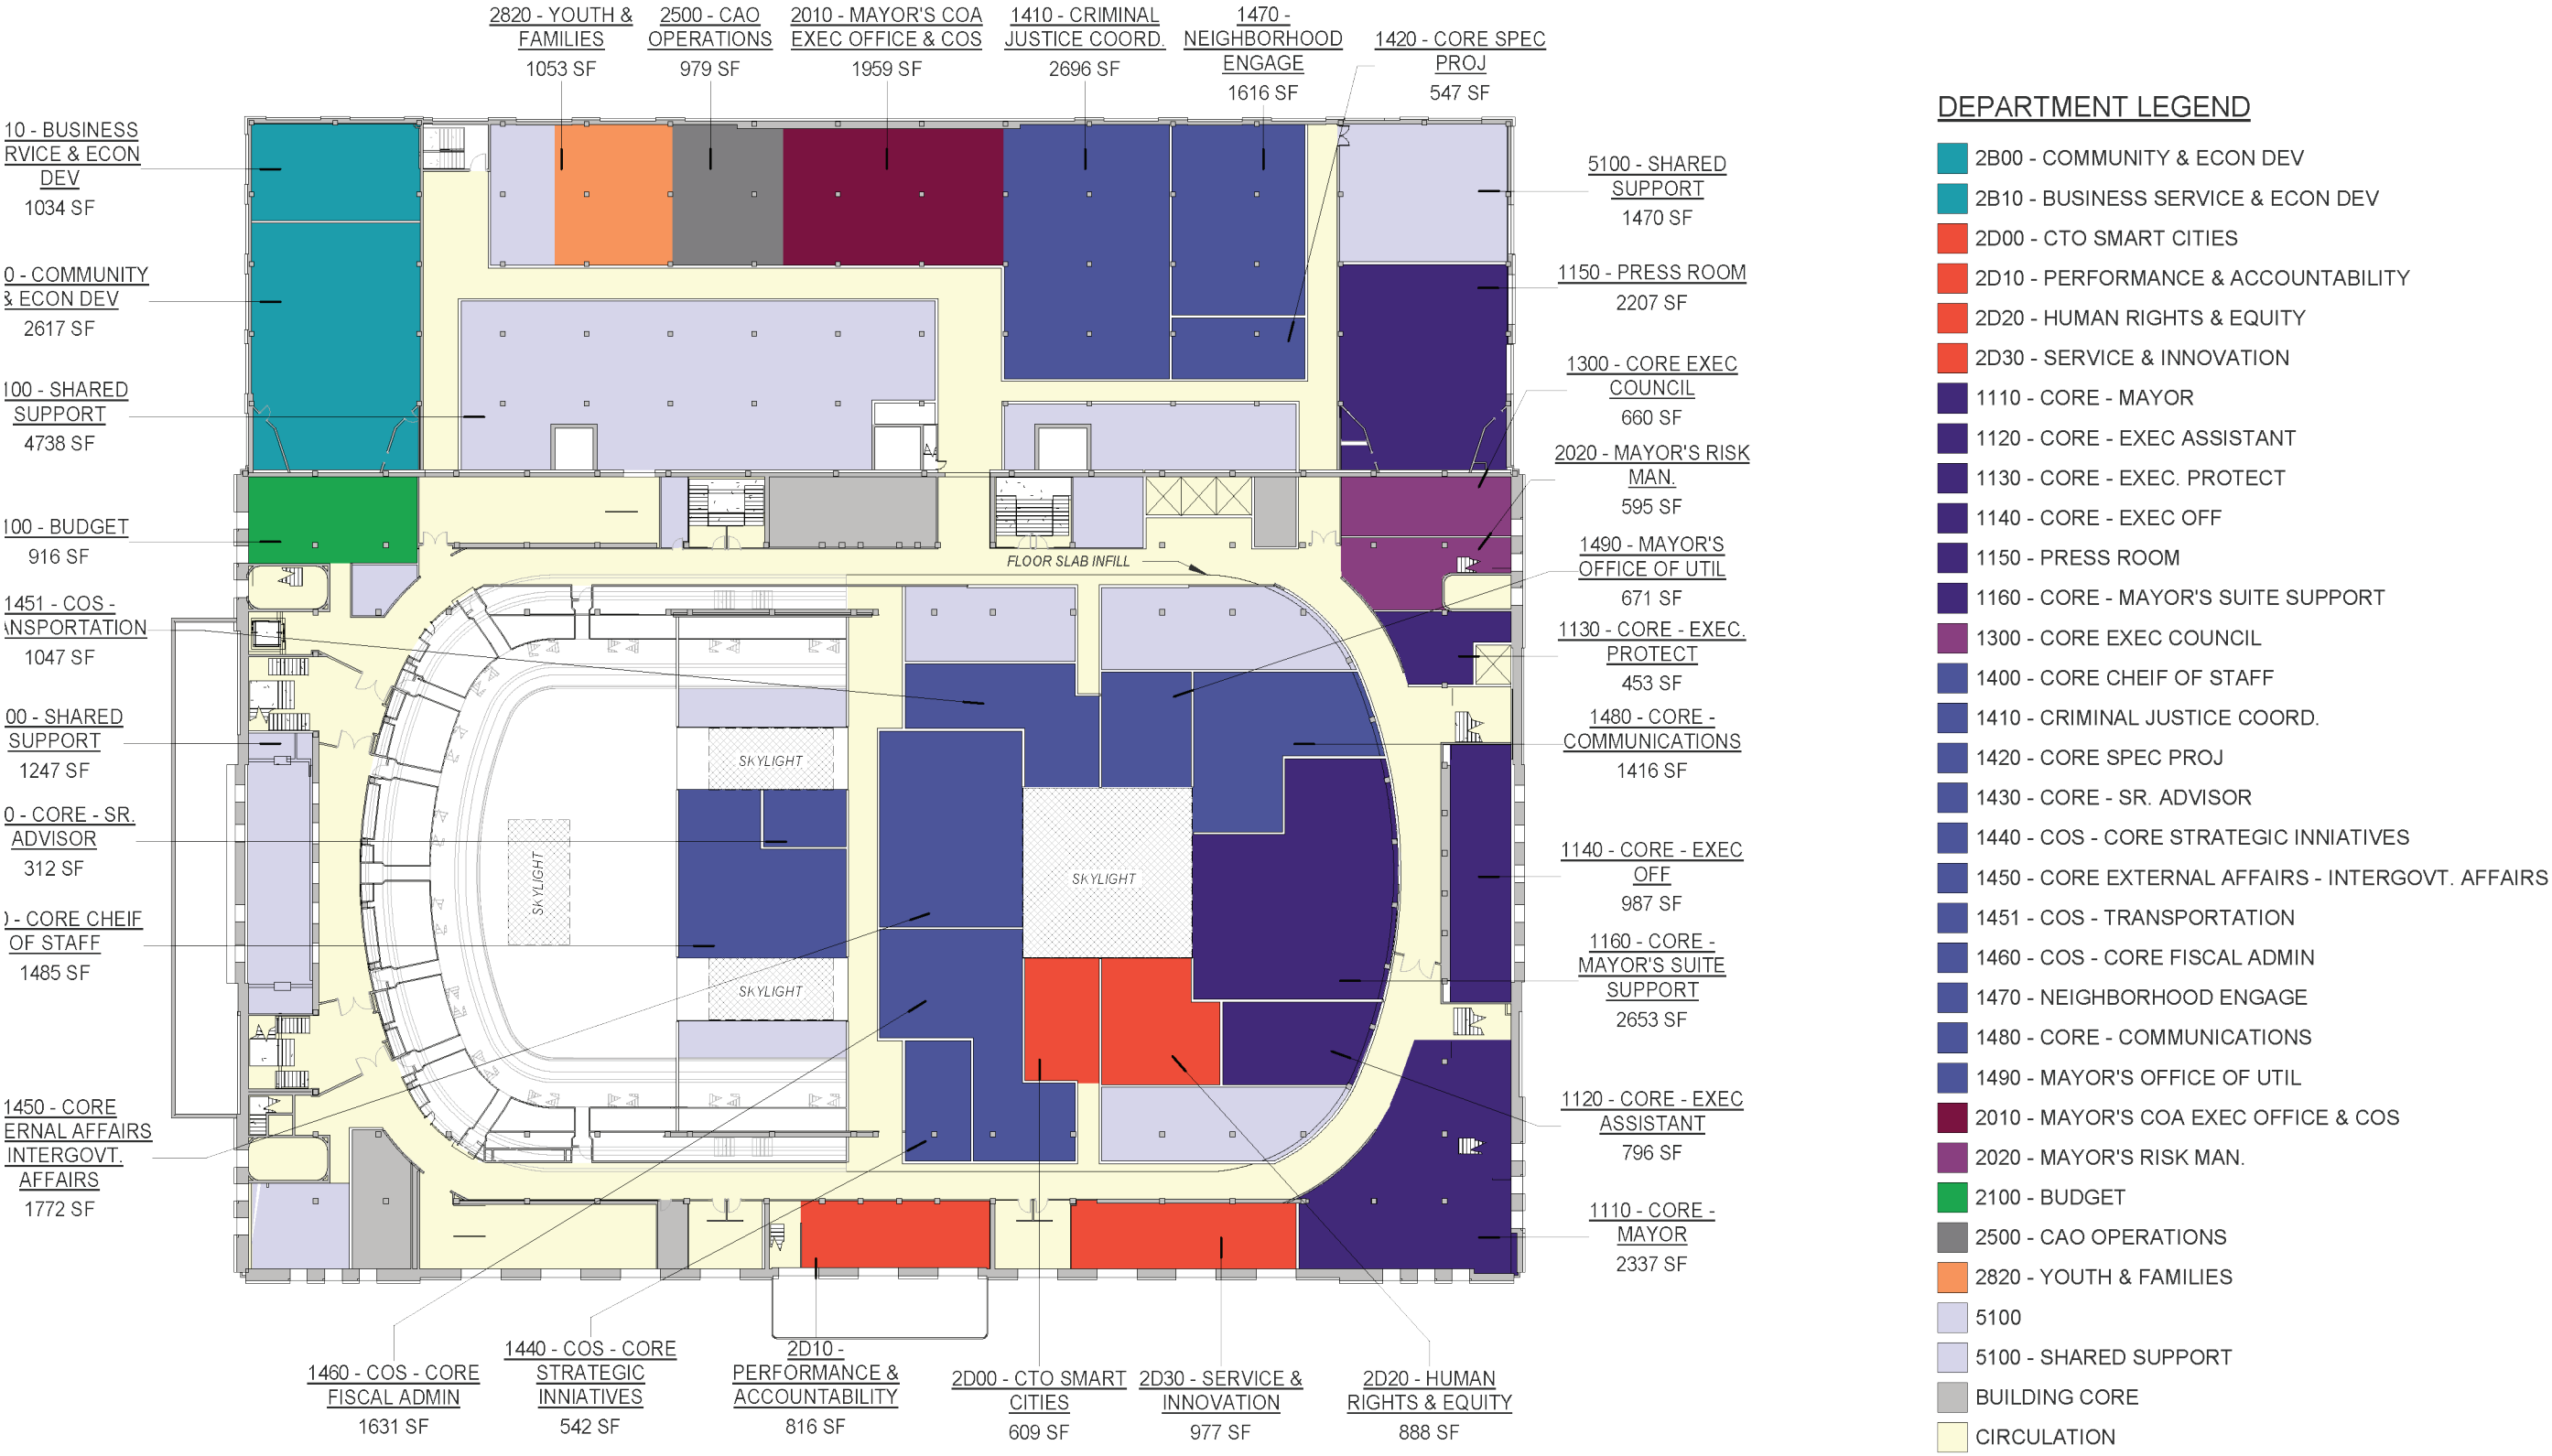 2820 - YOUTH &
FAMILIES
1053 SF
2500 - CAO
OPERATIONS
979 SF
2010 - MAYOR'S COA
EXEC OFFICE & COS
1959 SF
1410 - CRIMINAL
JUSTICE COORD.
2696 SF
1470 -
NEIGHBORHOOD
ENGAGE
1616 SF
1420 - CORE SPEC
PROJ
547 SF
10 - BUSINESS
RVICE & ECON
DEV
1034 SF
0 - COMMUNITY
& ECON DEV
2617 SF
100 - SHARED
SUPPORT
4738 SF
100 - BUDGET
916 SF
1451 - COS -
ANSPORTATION
1047 SF
00 - SHARED
SUPPORT
1247 SF
0 - CORE - SR.
ADVISOR
312 SF
- CORE CHEIF
OF STAFF
1485 SF
1450 - CORE
ERNAL AFFAIRS
INTERGOVT.
AFFAIRS
1772 SF
FLOOR SLAB INFILL
SKYLIGHT
SKYLIGHT
SKYLIGHT
SKYLIGHT
5100 - SHARED
SUPPORT
1470 SF
1150 - PRESS ROOM
2207 SF
1300 - CORE EXEC
COUNCIL
660 SF
2020 - MAYOR'S RISK
MAN.
595 SF
1490 - MAYOR'S
OFFICE OF UTIL
671 SF
1130 - CORE - EXEC.
PROTECT
453 SF
1480 - CORE -
COMMUNICATIONS
1416 SF
1140 - CORE - EXEC
OFF
987 SF
1160 - CORE -
MAYOR'S SUITE
SUPPORT
2653 SF
1120 - CORE - EXEC
ASSISTANT
796 SF
1110 - CORE -
MAYOR
2337 SF
1460 - COS - CORE
FISCAL ADMIN
1631 SF
1440 - COS - CORE
STRATEGIC
INNIATIVES
542 SF
2D10 -
PERFORMANCE &
ACCOUNTABILITY
816 SF
2D00 - CTO SMART
CITIES
609 SF
2D30 - SERVICE &
INNOVATION
977 SF
2D20 - HUMAN
RIGHTS & EQUITY
888 SF
DEPARTMENT LEGEND
2B00 - COMMUNITY & ECON DEV
2B10 - BUSINESS SERVICE & ECON DEV
2D00 - CTO SMART CITIES
2D10 - PERFORMANCE & ACCOUNTABILITY
2D20 - HUMAN RIGHTS & EQUITY
2D30 - SERVICE & INNOVATION
1110 - CORE - MAYOR
1120 - CORE - EXEC ASSISTANT
1130 - CORE - EXEC. PROTECT
1140 - CORE - EXEC OFF
1150 - PRESS ROOM
1160 - CORE - MAYOR'S SUITE SUPPORT
1300 - CORE EXEC COUNCIL
1400 - CORE CHEIF OF STAFF
1410 - CRIMINAL JUSTICE COORD.
1420 - CORE SPEC PROJ
1430 - CORE - SR. ADVISOR
1440 - COS - CORE STRATEGIC INNIATIVES
1450 - CORE EXTERNAL AFFAIRS - INTERGOVT. AFFAIRS
1451 - COS - TRANSPORTATION
1460 - COS - CORE FISCAL ADMIN
1470 - NEIGHBORHOOD ENGAGE
1480 - CORE - COMMUNICATIONS
1490 - MAYOR'S OFFICE OF UTIL
2010 - MAYOR'S COA EXEC OFFICE & COS
2020 - MAYOR'S RISK MAN.
2100 - BUDGET
2500 - CAO OPERATIONS
2820 - YOUTH & FAMILIES
5100
5100 - SHARED SUPPORT
BUILDING CORE
CIRCULATION